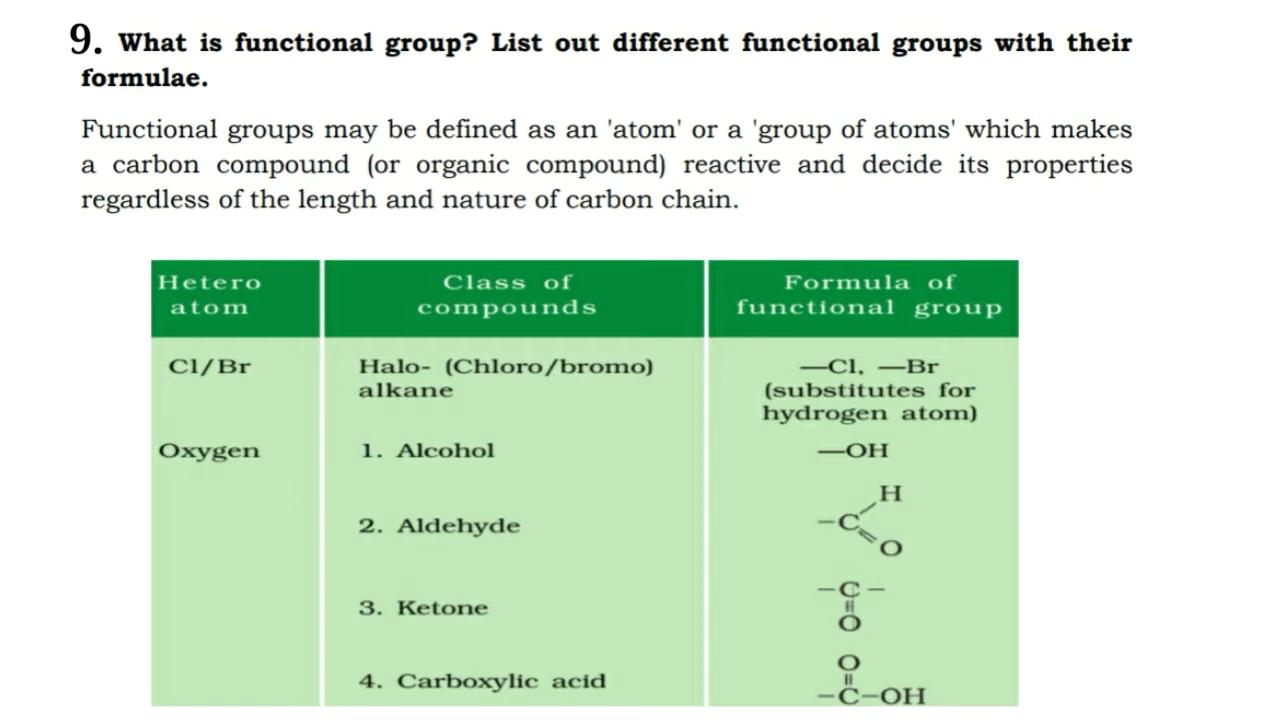 9. What is functional group? List out different functional groups with their
formulae.
Functional groups may be defined as an 'atom' or a 'group of atoms' which makes
a carbon compound (or organic compound) reactive and decide its properties
regardless of the length and nature of carbon chain.
Hetero
atom
Class of
compounds
Formula of
functional group
Cl/Br
Halo- (Chloro/bromo)
alkane
—Cl, —Br
(substitutes for
hydrogen atom)
Oxygen
1. Alcohol
—OH
2. Aldehyde
H
–C
O
3. Ketone
–C–
O
4. Carboxylic acid
O
–C–OH